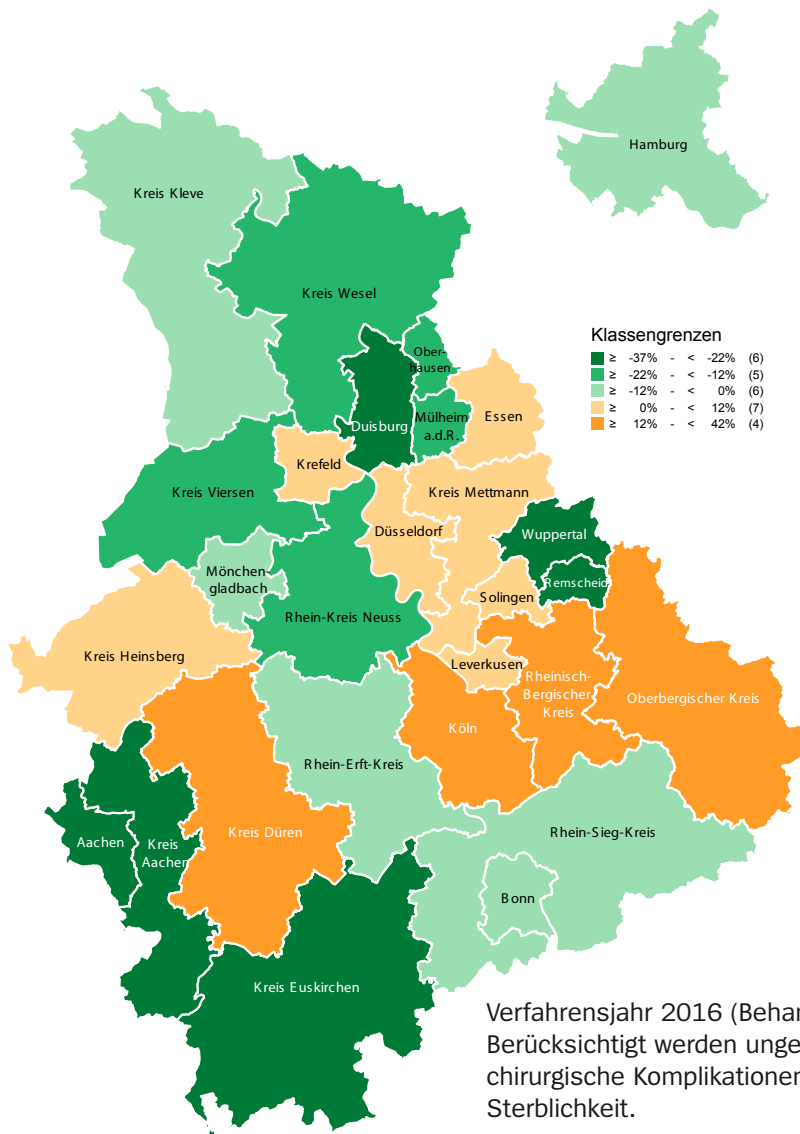 Hamburg
Kreis Kleve
Kreis Wesel
Klassengrenzen
≥ -37% - < -22% (6)
≥ -22% - < -12% (5)
≥ -12% - < 0% (6)
≥ 0% - < 12% (7)
≥ 12% - < 42% (4)
Ober-
hausen
Duisburg
Mülheim
a.d.R.
Essen
Krefeld
Kreis Viersen
Kreis Mettmann
Düsseldorf
Wuppertal
Mönchen-
gladbach
Remscheid
Solingen
Rhein-Kreis Neuss
Kreis Heinsberg
Leverkusen
Rheinisch-
Bergischer
Kreis
Oberbergischer Kreis
Köln
Rhein-Erft-Kreis
Kreis Düren
Rhein-Sieg-Kreis
Aachen
Kreis
Aachen
Bonn
Kreis Euskirchen
Verfahrensjahr 2016 (Behan
Berücksichtigt werden unge
chirurgische Komplikationen
Sterblichkeit.